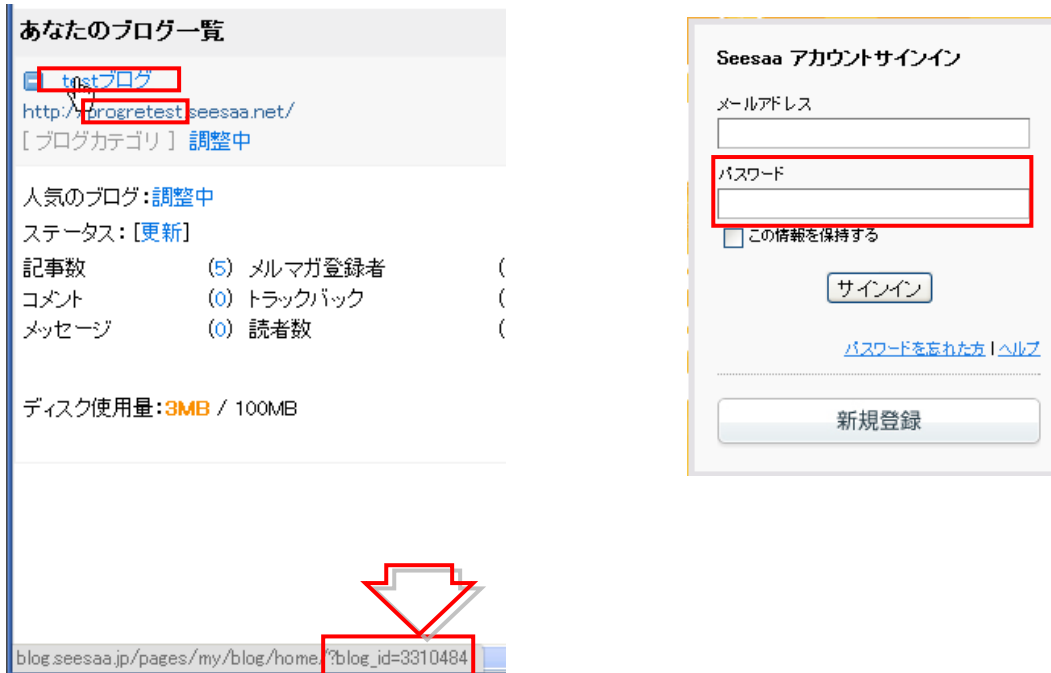 あなたのブログ一覧
testブログ
http://progretest.seesaa.net/
[ ブログカテゴリ ] 調整中
人気のブログ:調整中
ステータス:[更新]
記事数 (5) メルマガ登録者 (
コメント (0) トラックバック (
メッセージ (0) 読者数 (
ディスク使用量:3MB / 100MB
blog.seesaa.jp/pages/my/blog/home/?blog_id=3310484
Seesaa アカウントサインイン
メールアドレス
パスワード
この情報を保持する
サインイン
パスワードを忘れた方 | ヘルプ
新規登録